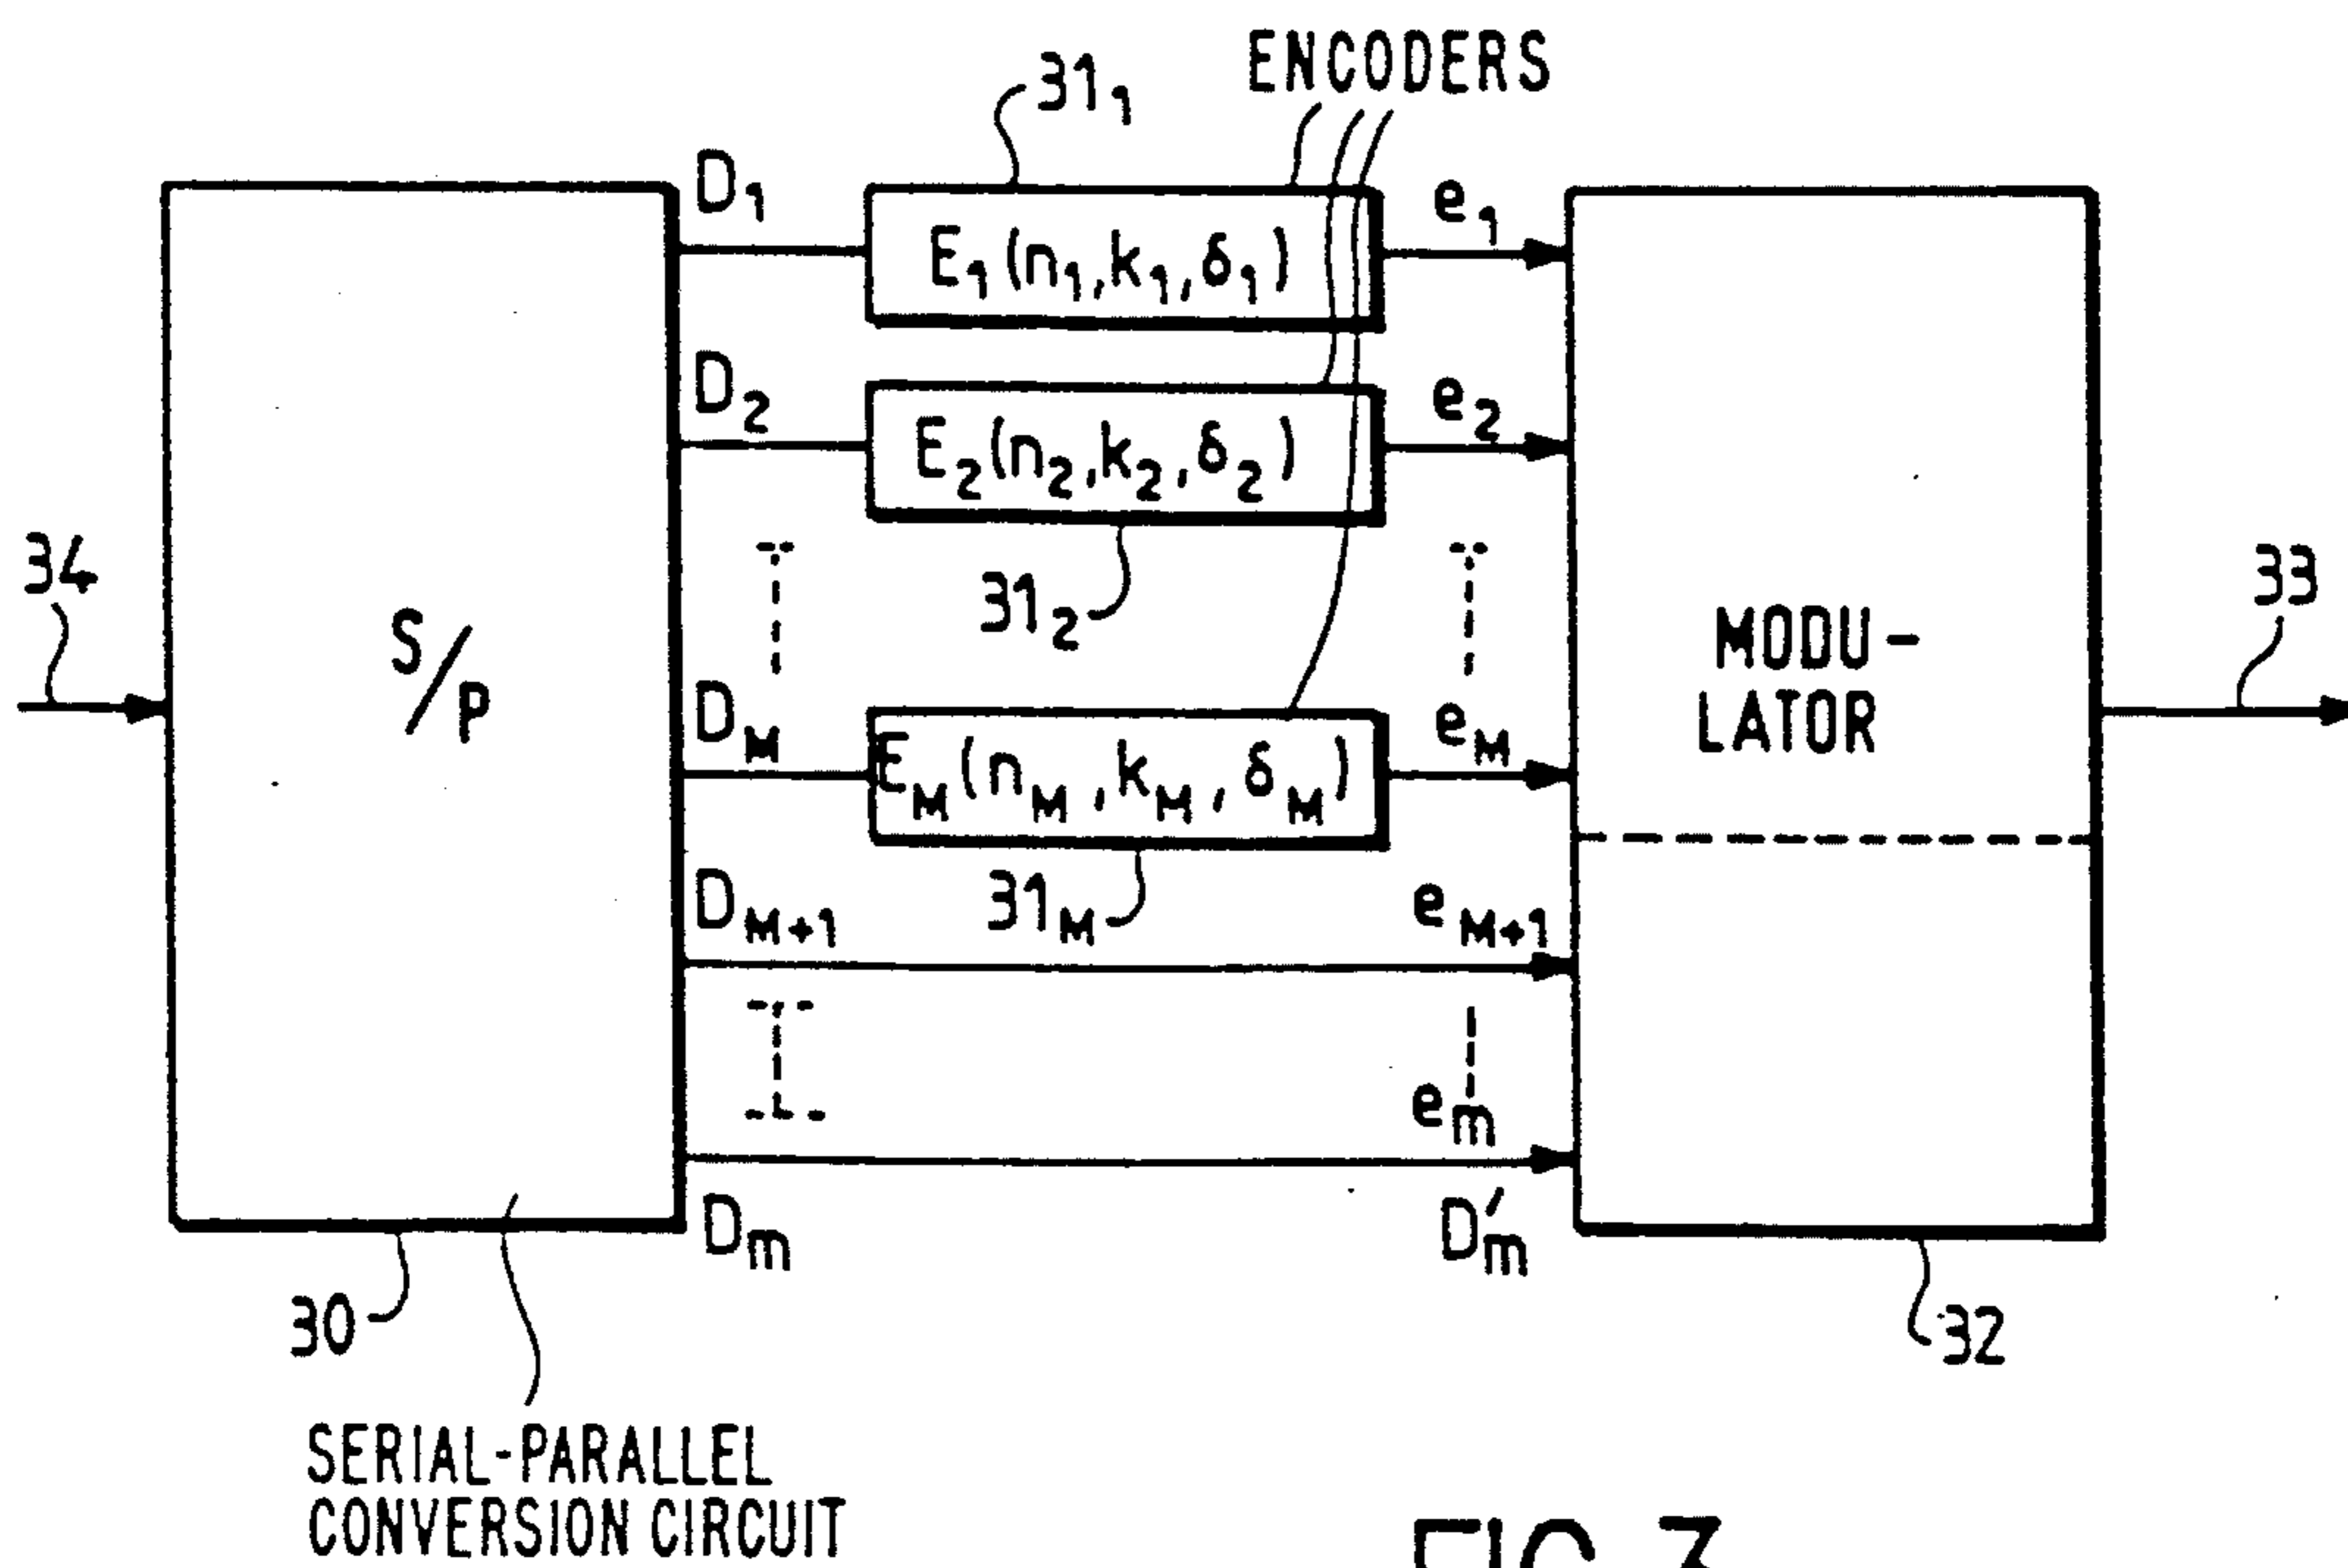 ENCODERS
31₁
D₁
e₁
E₁(n₁,k₁,δ₁)
D₂
e₂
E₂(n₂,k₂,δ₂)
34
33
31₂
S/P
MODU-
LATOR
D_M
e_M
E_M(n_M,k_M,δ_M)
31_M
D_M+1
e_M+1
e_m
D_m
D'_m
30
32
SERIAL-PARALLEL
CONVERSION CIRCUIT
FIG.3